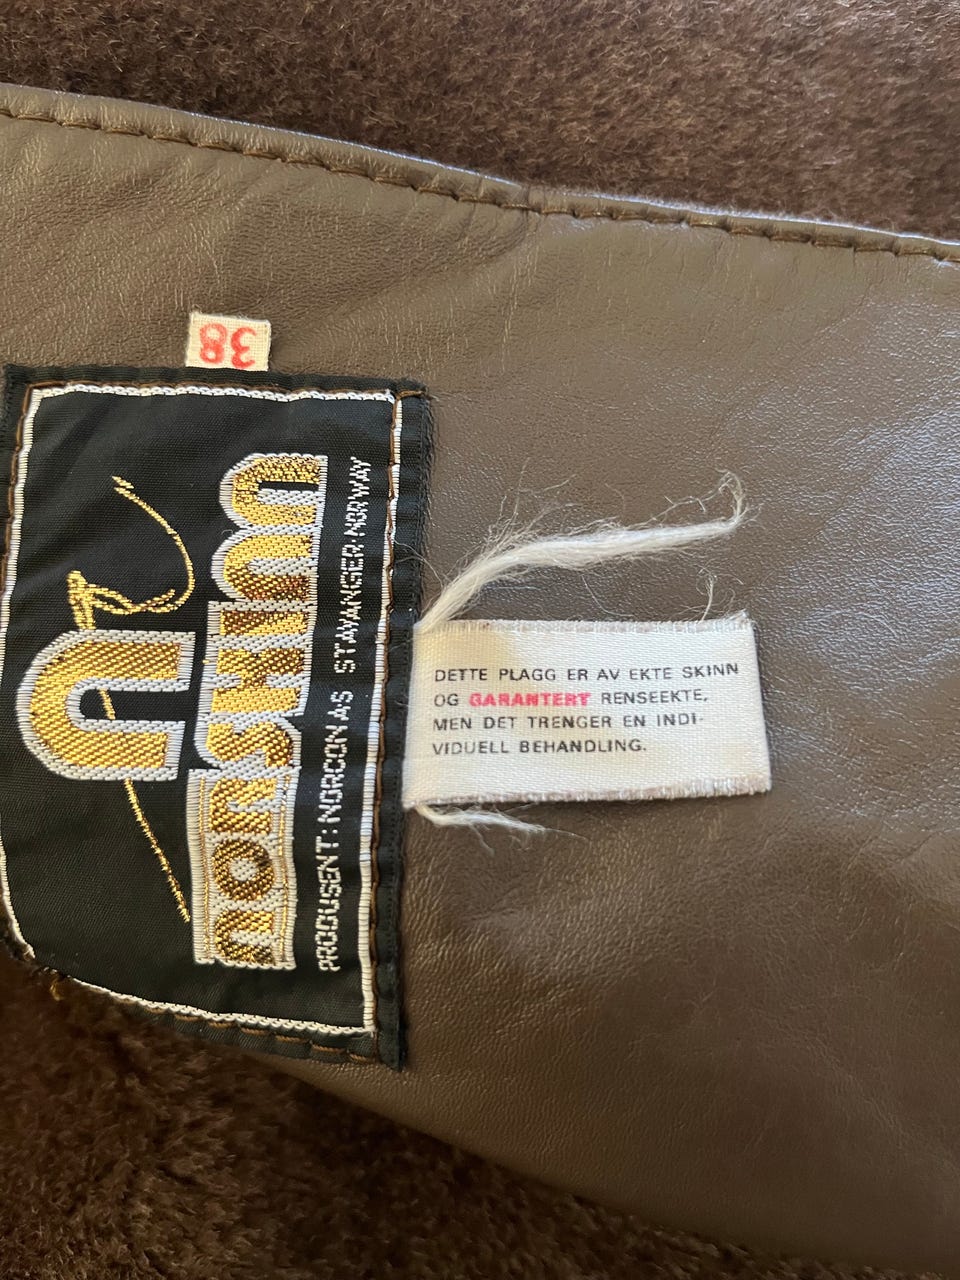 38
norskinn
PRODUSENT: NORCON AS STAVANGER-NORWAY
DETTE PLAGG ER AV EKTE SKINN
OG GARANTERT RENSEEKTE,
MEN DET TRENGER EN INDI-
VIDUELL BEHANDLING.